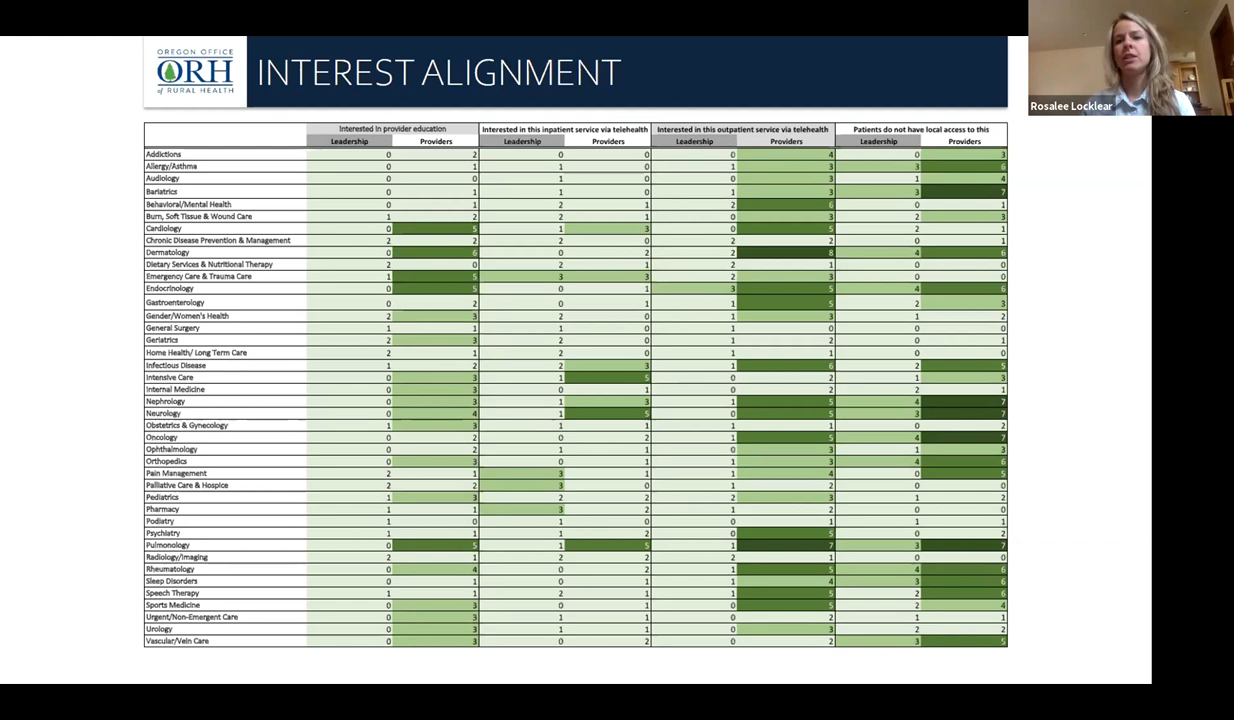 OREGON OFFICE
ORH
of RURAL HEALTH
INTEREST ALIGNMENT
Rosalee Locklear
Interested in provider education Interested in this inpatient service via telehealth Interested in this outpatient service via telehealth Patients do not have local access to this
Leadership Providers Leadership Providers Leadership Providers Leadership Providers
Addictions 0 2 0 0 0 4 0 3
Allergy/Asthma 0 1 1 0 1 3 3 6
Audiology 0 0 1 0 0 3 1 4
Bariatrics 0 1 1 0 1 3 3 7
Behavioral/Mental Health 0 1 2 1 2 6 0 1
Burn, Soft Tissue & Wound Care 1 2 2 1 0 3 2 3
Cardiology 0 5 1 3 0 5 2 1
Chronic Disease Prevention & Management 2 2 2 0 2 2 0 1
Dermatology 0 6 0 2 2 8 4 6
Dietary Services & Nutritional Therapy 2 0 2 1 2 1 0 0
Emergency Care & Trauma Care 1 5 3 3 2 3 0 0
Endocrinology 0 5 0 1 3 5 4 6
Gastroenterology 0 2 0 1 1 5 2 3
Gender/Women's Health 2 3 2 0 1 3 1 2
General Surgery 1 1 1 0 1 0 0 0
Geriatrics 2 3 2 0 1 2 0 1
Home Health/ Long Term Care 2 1 2 0 1 1 0 0
Infectious Disease 1 2 2 3 1 6 2 5
Intensive Care 0 3 1 5 0 2 1 3
Internal Medicine 0 3 0 1 0 2 2 1
Nephrology 0 3 1 3 1 5 4 7
Neurology 0 4 1 5 0 5 3 7
Obstetrics & Gynecology 1 3 1 1 1 1 0 2
Oncology 0 2 0 2 1 5 4 7
Ophthalmology 0 2 1 1 0 3 1 3
Orthopedics 0 3 0 1 1 3 4 6
Pain Management 2 1 3 1 1 4 0 5
Palliative Care & Hospice 2 2 3 0 1 2 0 0
Pediatrics 1 3 2 2 2 3 1 2
Pharmacy 1 1 3 2 1 2 0 0
Podiatry 1 0 1 0 0 1 1 1
Psychiatry 1 1 1 2 0 5 0 2
Pulmonology 0 5 1 5 1 7 3 7
Radiology/Imaging 2 1 2 2 2 1 0 0
Rheumatology 0 4 0 2 1 5 4 6
Sleep Disorders 0 1 0 1 1 4 3 6
Speech Therapy 1 1 2 1 1 5 2 6
Sports Medicine 0 3 0 1 0 5 2 4
Urgent/Non-Emergent Care 0 3 1 1 0 2 1 1
Urology 0 3 1 1 0 3 2 2
Vascular/Vein Care 0 3 0 2 0 2 3 5